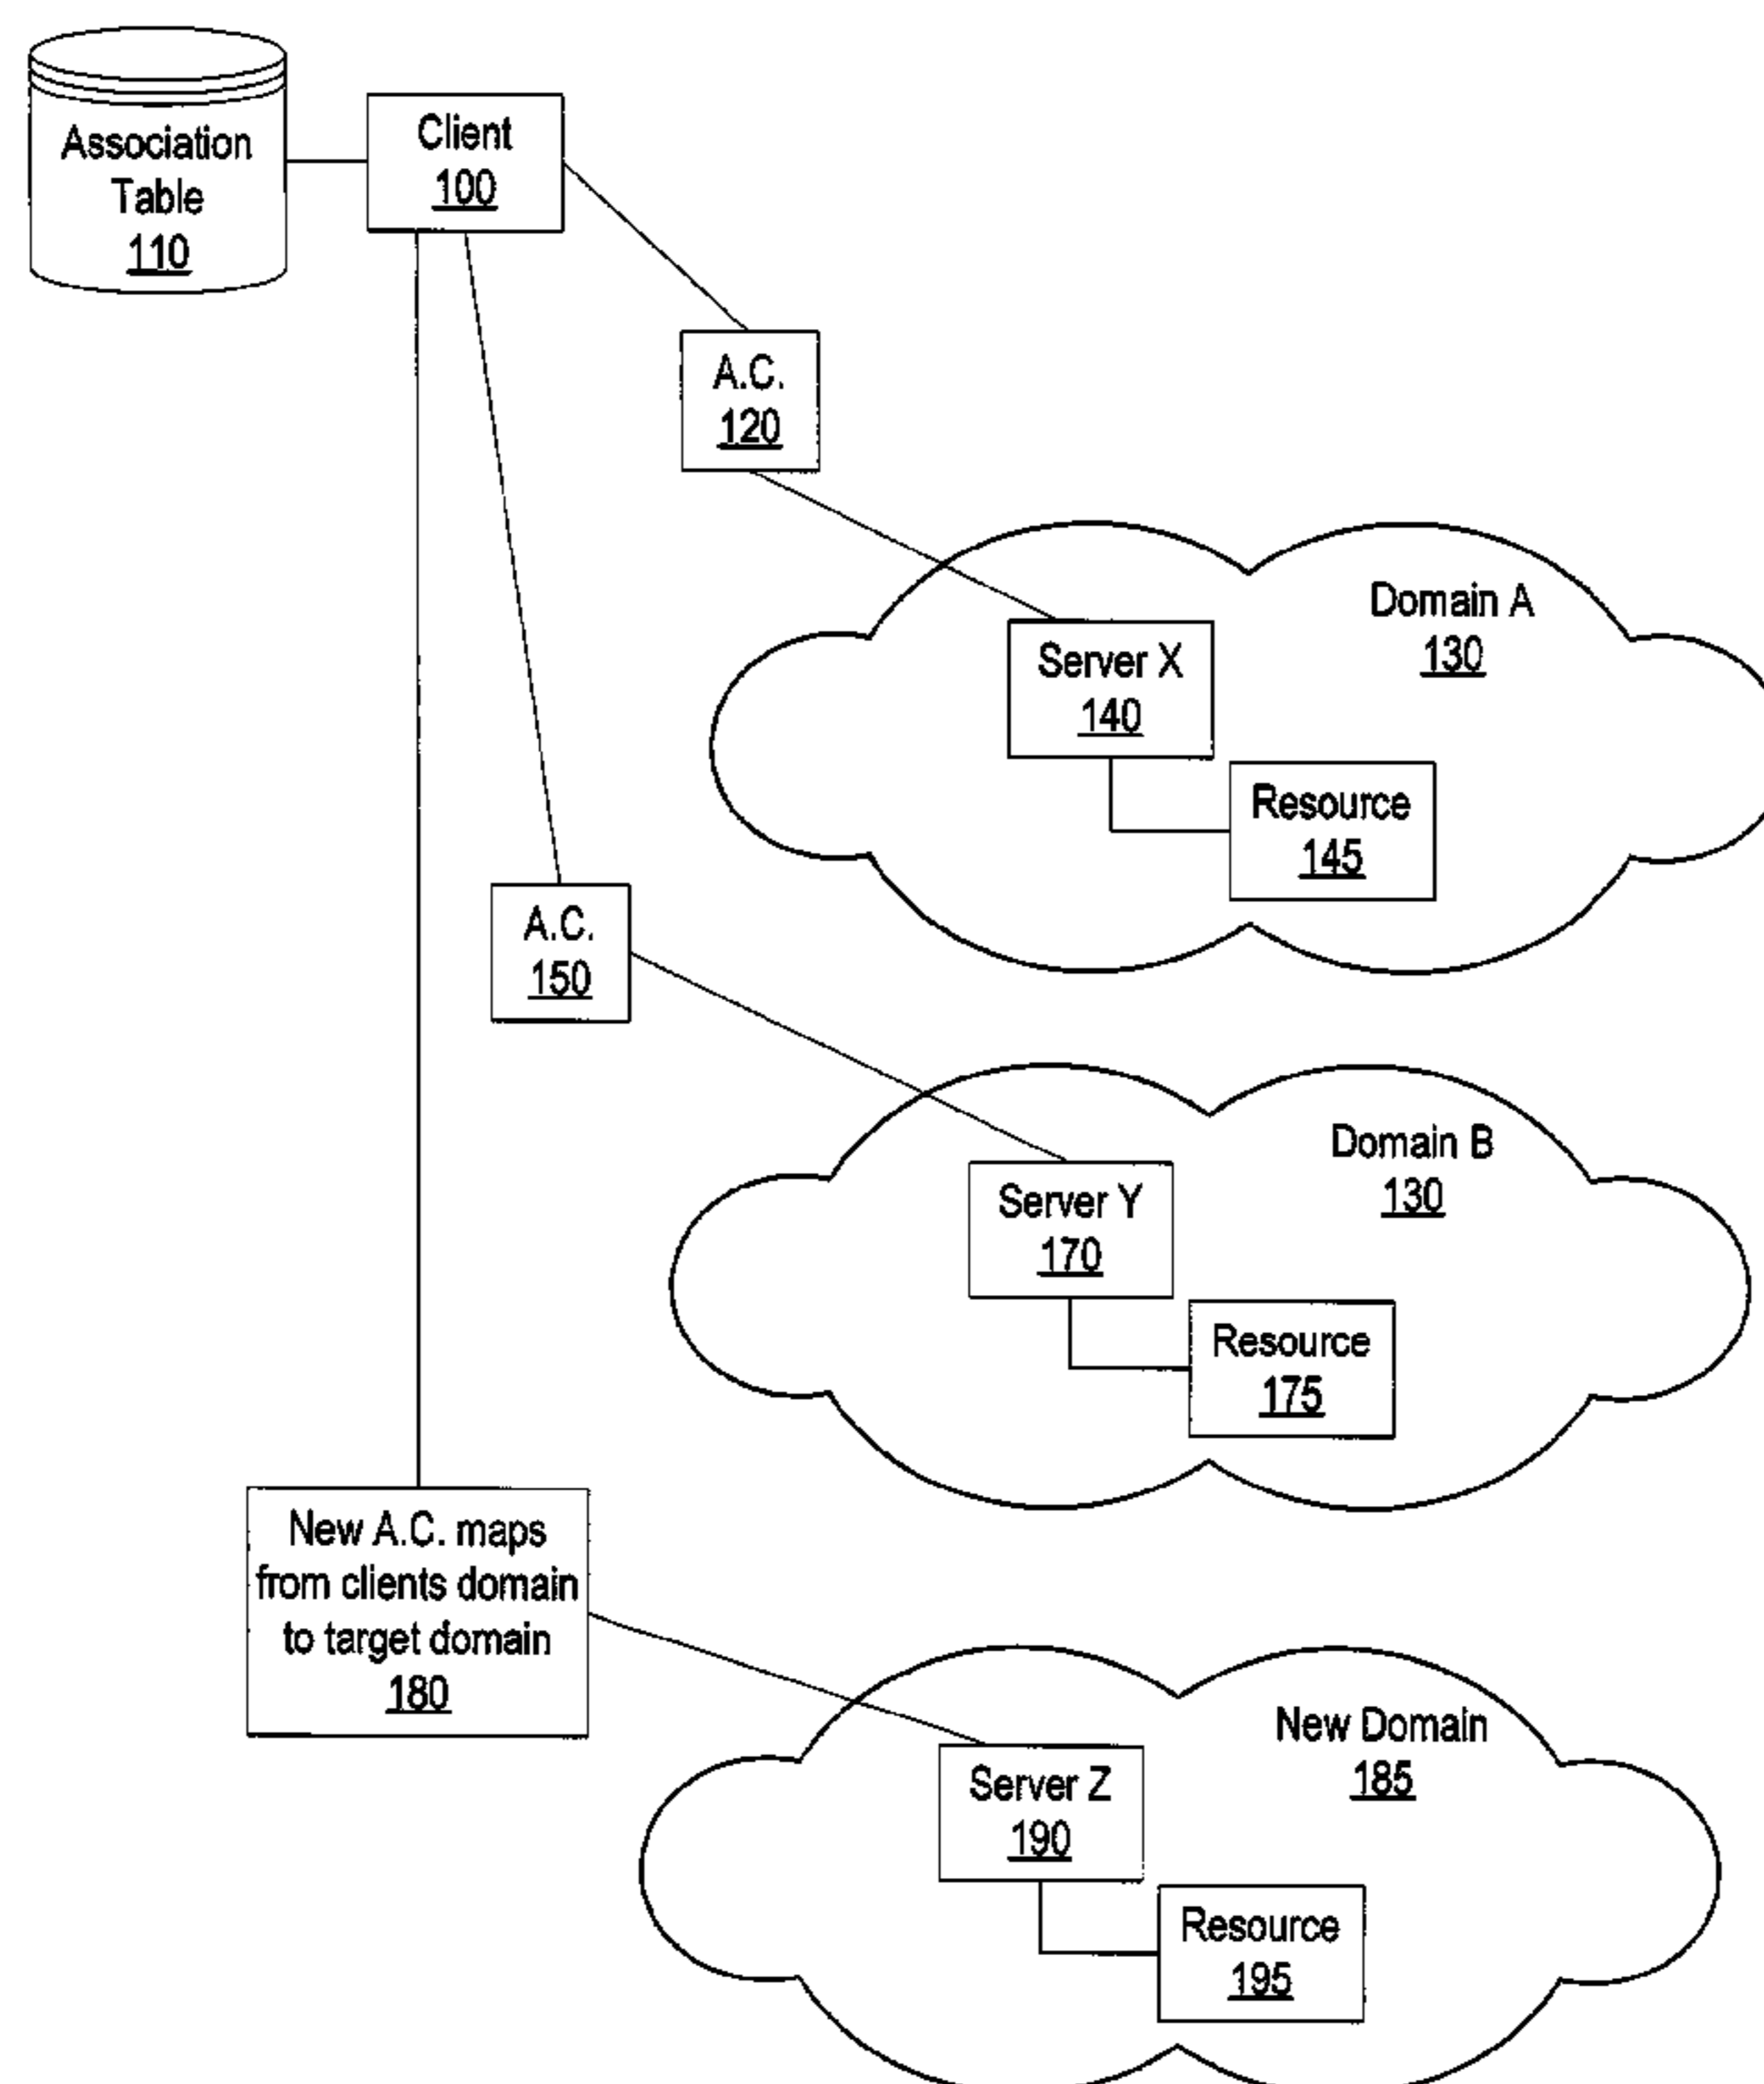 Association
Table
110
Client
100
A.C.
120
Domain A
130
Server X
140
Resource
145
A.C.
150
Domain B
130
Server Y
170
Resource
175
New A.C. maps
from clients domain
to target domain
180
New Domain
185
Server Z
190
Resource
195